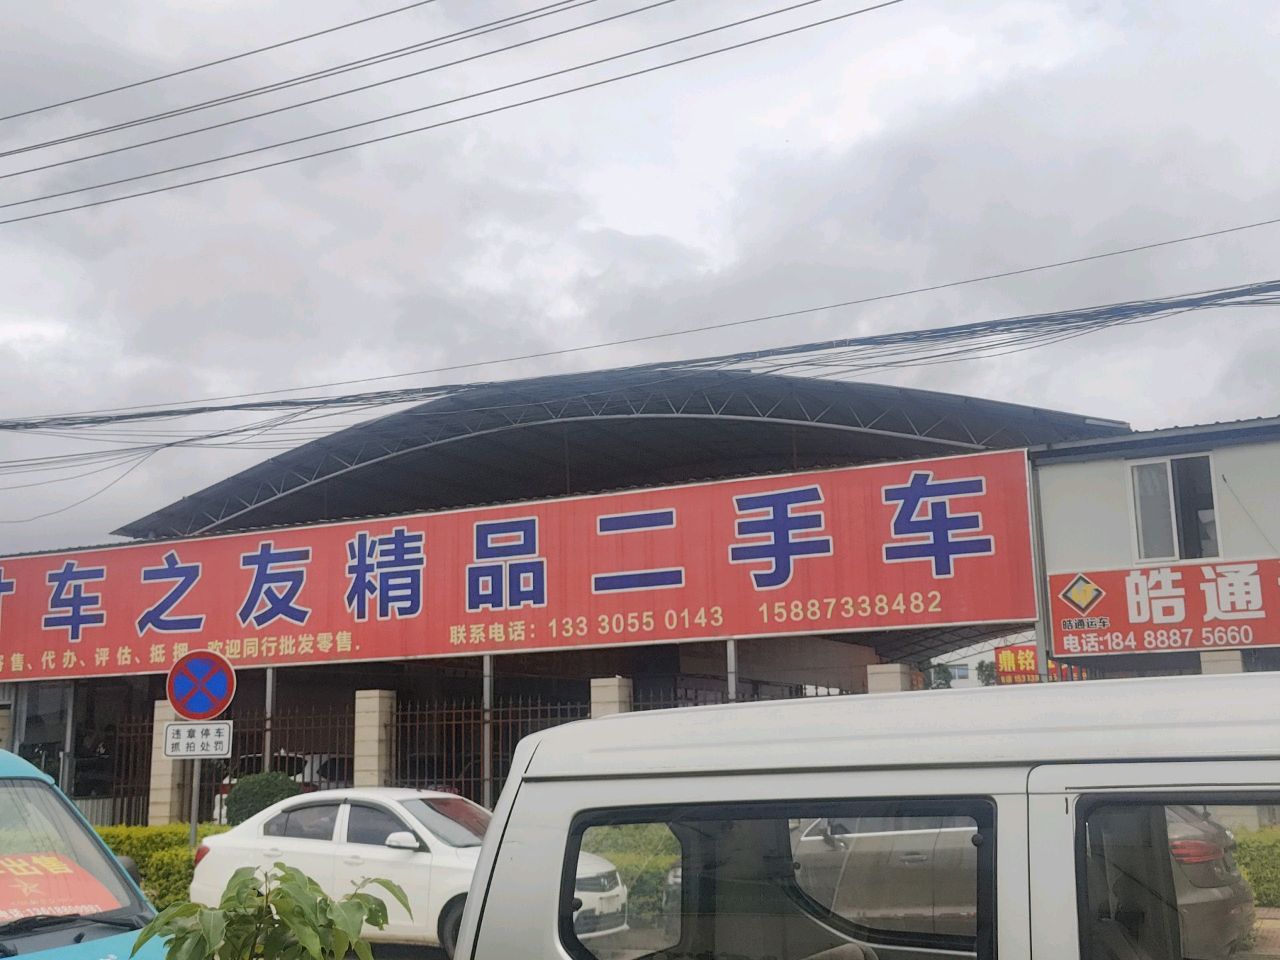 车之友精品二手车
售、代办、评估、抵押 欢迎同行批发零售.
联系电话: 133 3055 0143 15887338482
皓通
皓通运车
电话:184 8887 5660
鼎铭
违章停车
抓拍处罚
出售